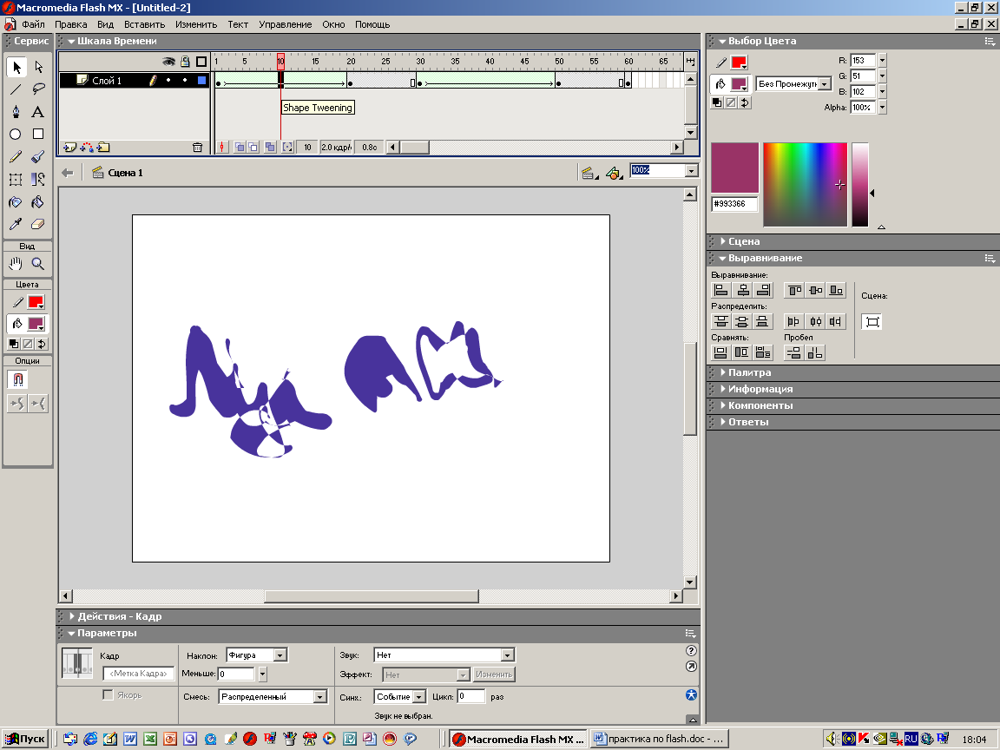 Macromedia Flash MX - [Untitled-2]
Файл Правка Вид Вставить Изменить Тект Управление Окно Помощь
Сервис
Шкала Времени
1 5 10 15 20 25 30 35 40 45 50 55 60 65
Слой 1
Shape Tweening
10 2.0 кдр/ 0.8с
Сцена 1
100%
Вид
Цвета
Опции
Выбор Цвета
R: 153
G: 51
Без Промежутк
B: 102
Alpha: 100%
#993366
Сцена
Выравнивание
Выравнивание:
Сцена:
Распределить:
Сравнять: Пробел
Палитра
Информация
Компоненты
Ответы
Действия - Кадр
Параметры
Кадр
<Метка Кадра>
Якорь
Наклон: Фигура
Меньше: 0
Смесь: Распределенный
Звук: Нет
Эффект: Нет Изменить
Синх.: Событие Цикл: 0 раз
Звук не выбран.
Пуск
Macromedia Flash MX ...
практика по flash.doc - ...
RU
18:04